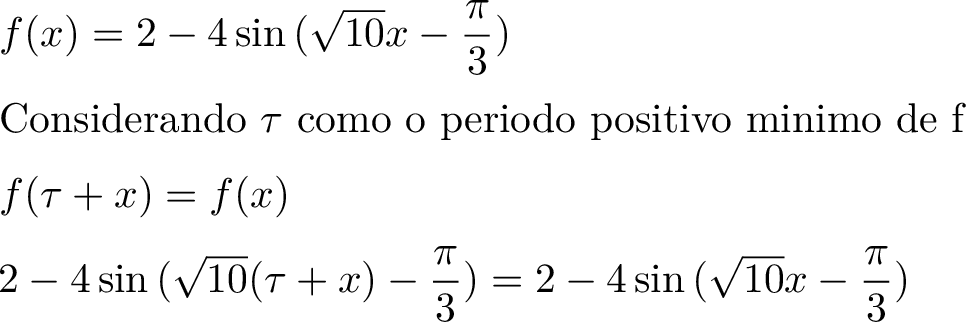 f(x) = 2 − 4 sin (√10x − π/3)
Considerando τ como o periodo positivo minimo de f
f(τ + x) = f(x)
2 − 4 sin (√10(τ + x) − π/3) = 2 − 4 sin (√10x − π/3)